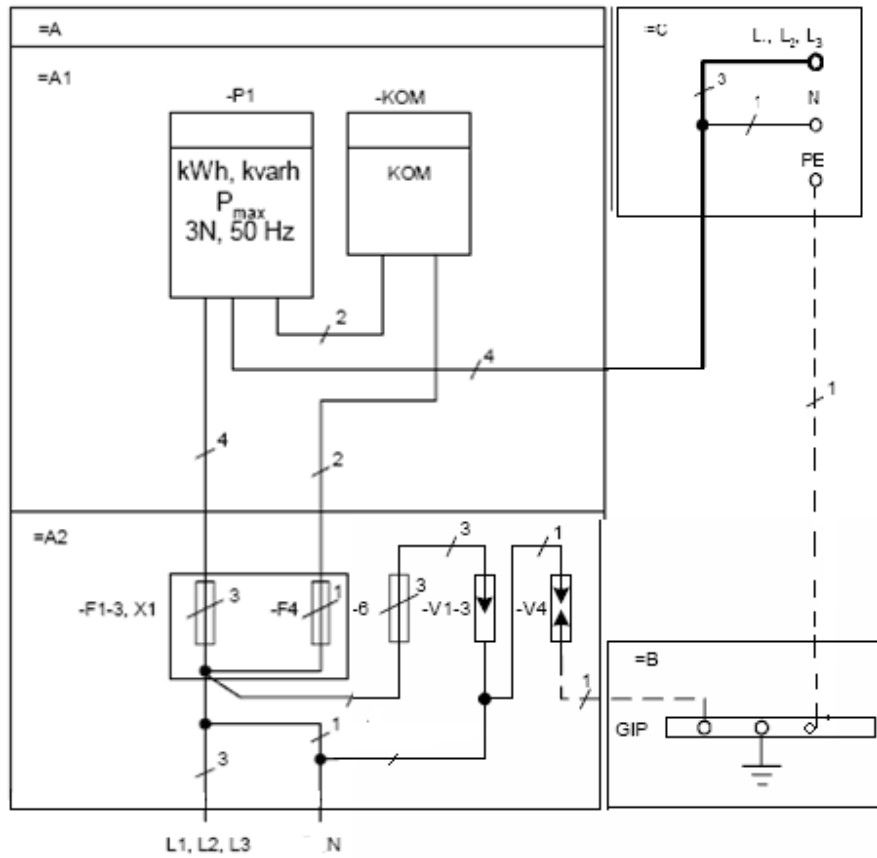 =A
=C
L., L2, L3
=A1
-P1
-KOM
3
N
1
kWh, kvarh
KOM
PE
Pmax
3N, 50 Hz
2
4
1
4
2
=A2
3
1
-F1-3, X1
3
-F4
1
-6
3
-V1-3
-V4
=B
1
GIP
1
3
L1, L2, L3
N